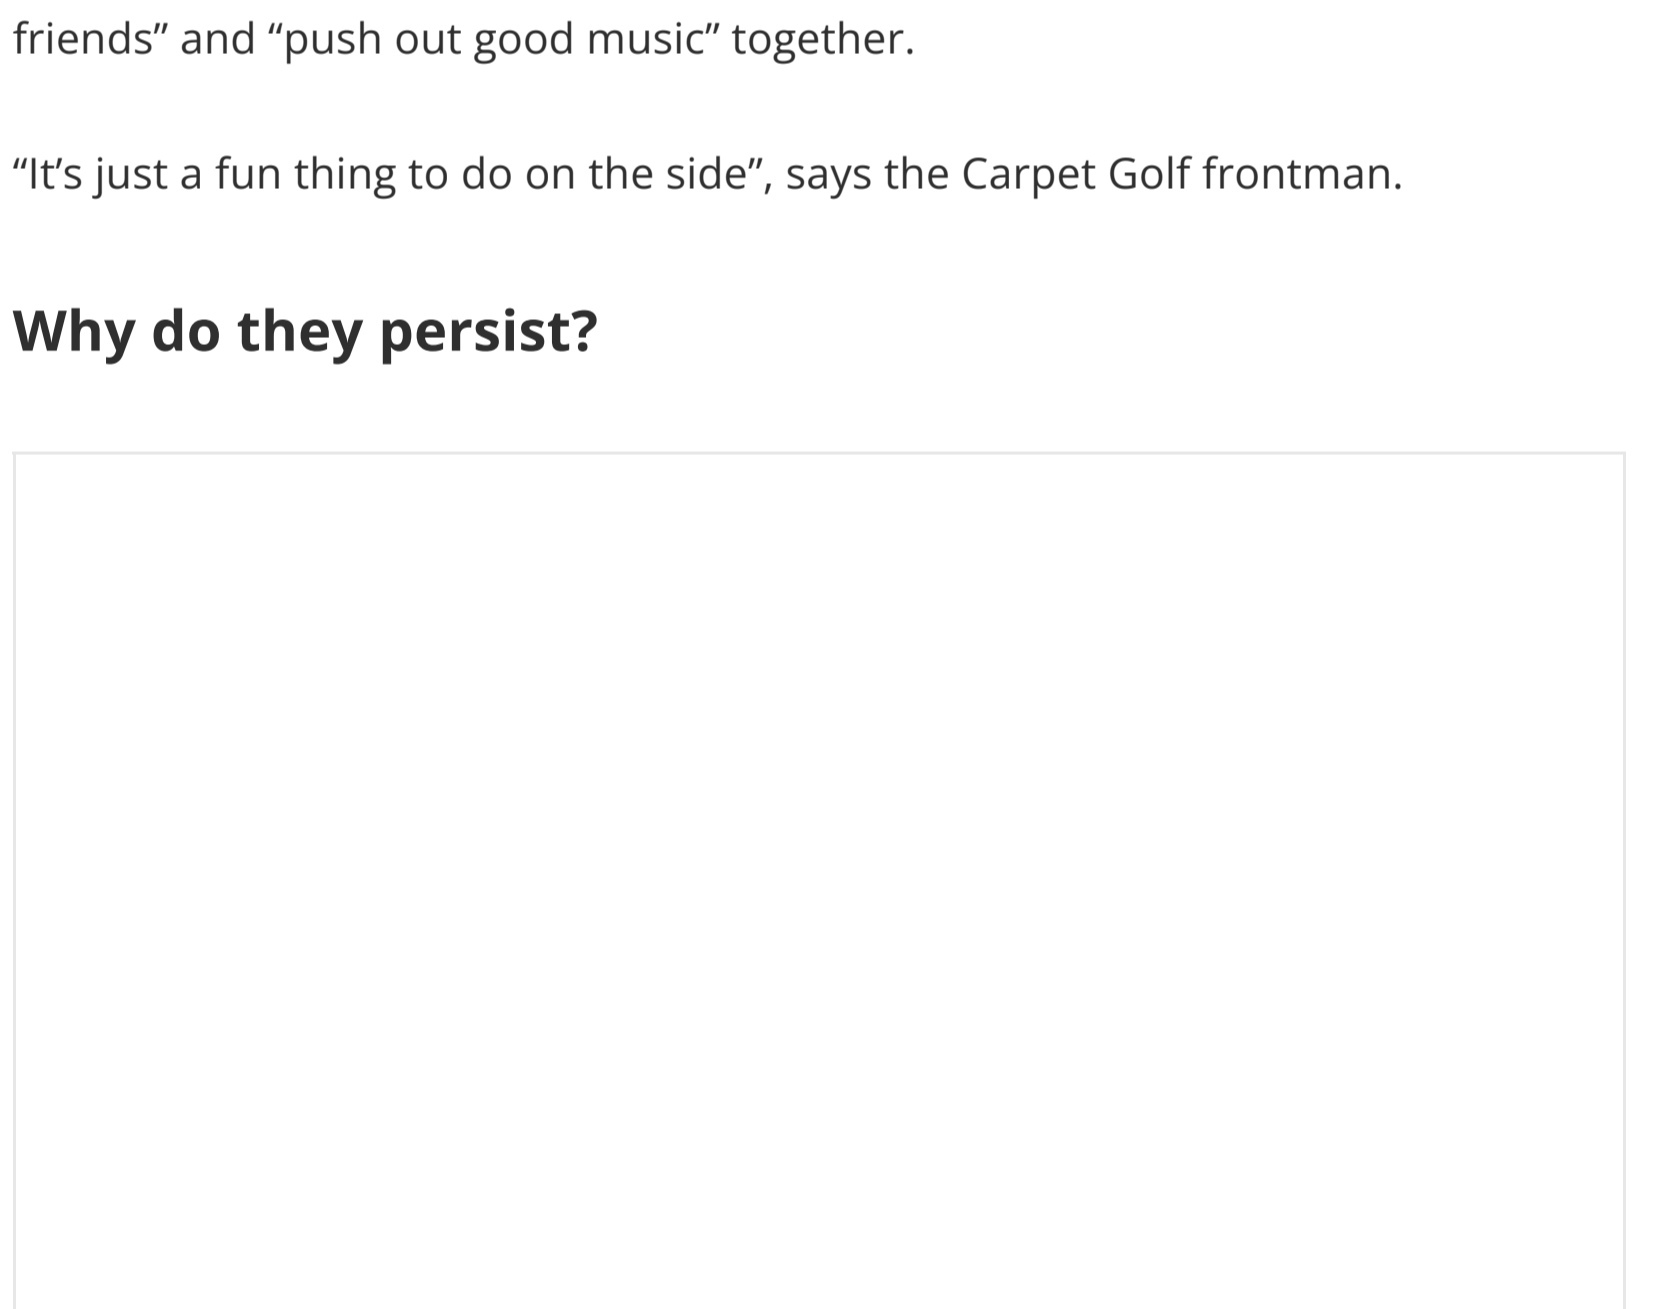 friends” and “push out good music” together.
“It’s just a fun thing to do on the side”, says the Carpet Golf frontman.
Why do they persist?